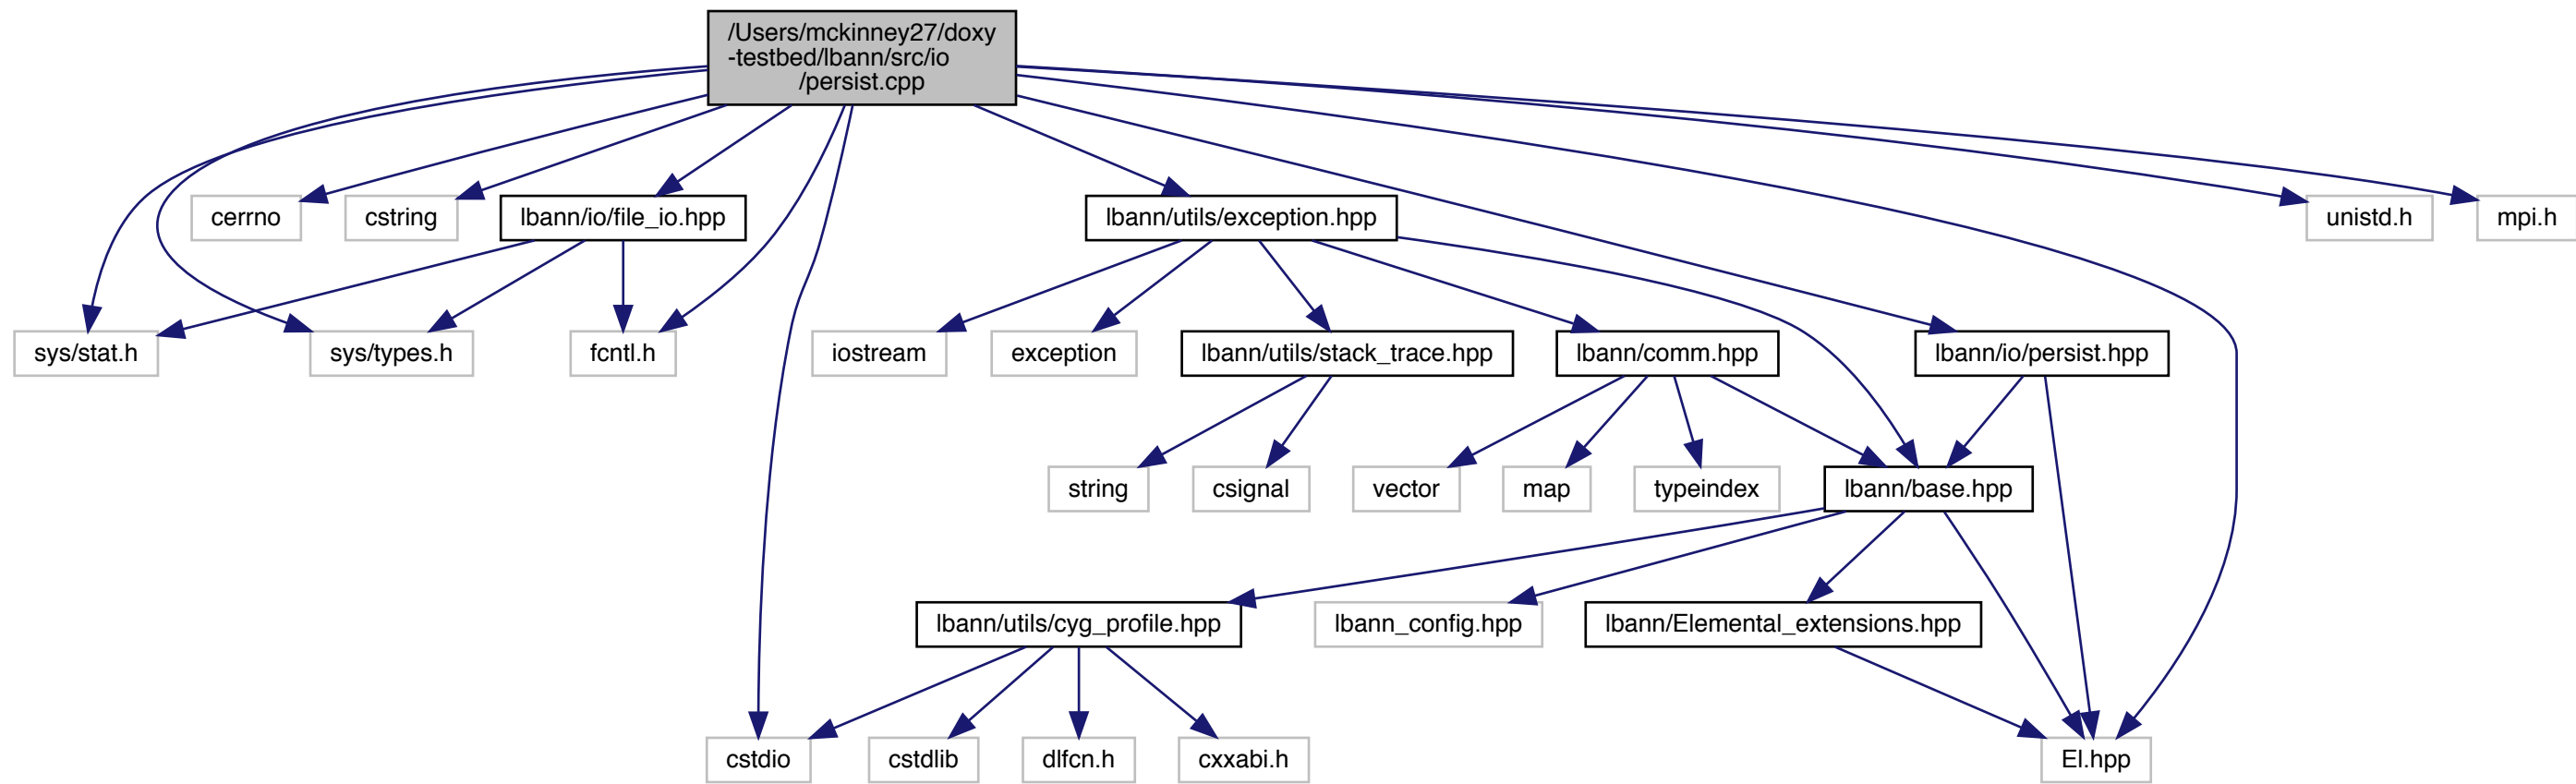 /Users/mckinney27/doxy
-testbed/lbann/src/io
/persist.cpp
cerrno
cstring
lbann/io/file_io.hpp
lbann/utils/exception.hpp
unistd.h
mpi.h
sys/stat.h
sys/types.h
fcntl.h
iostream
exception
lbann/utils/stack_trace.hpp
lbann/comm.hpp
lbann/io/persist.hpp
string
csignal
vector
map
typeindex
lbann/base.hpp
lbann/utils/cyg_profile.hpp
lbann_config.hpp
lbann/Elemental_extensions.hpp
cstdio
cstdlib
dlfcn.h
cxxabi.h
El.hpp